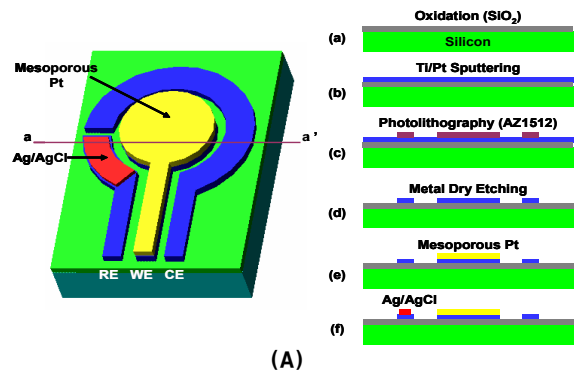 Mesoporous
Pt
a
a'
Ag/AgCl
RE WE CE
Oxidation (SiO₂)
(a)
Silicon
Ti/Pt Sputtering
(b)
Photolithography (AZ1512)
(c)
Metal Dry Etching
(d)
Mesoporous Pt
(e)
Ag/AgCl
(f)
(A)